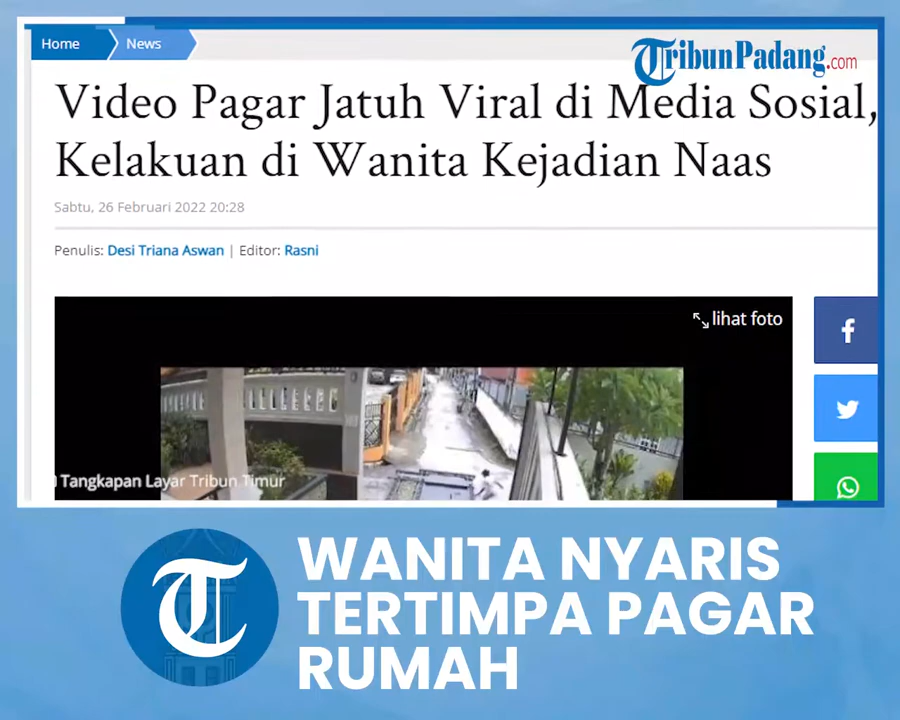 Home News
TribunPadang.com
Video Pagar Jatuh Viral di Media Sosial,
Kelakuan di Wanita Kejadian Naas
Sabtu, 26 Februari 2022 20:28
Penulis: Desi Triana Aswan | Editor: Rasni
lihat foto
Tangkapan Layar Tribun Timur
WANITA NYARIS
TERTIMPA PAGAR
RUMAH